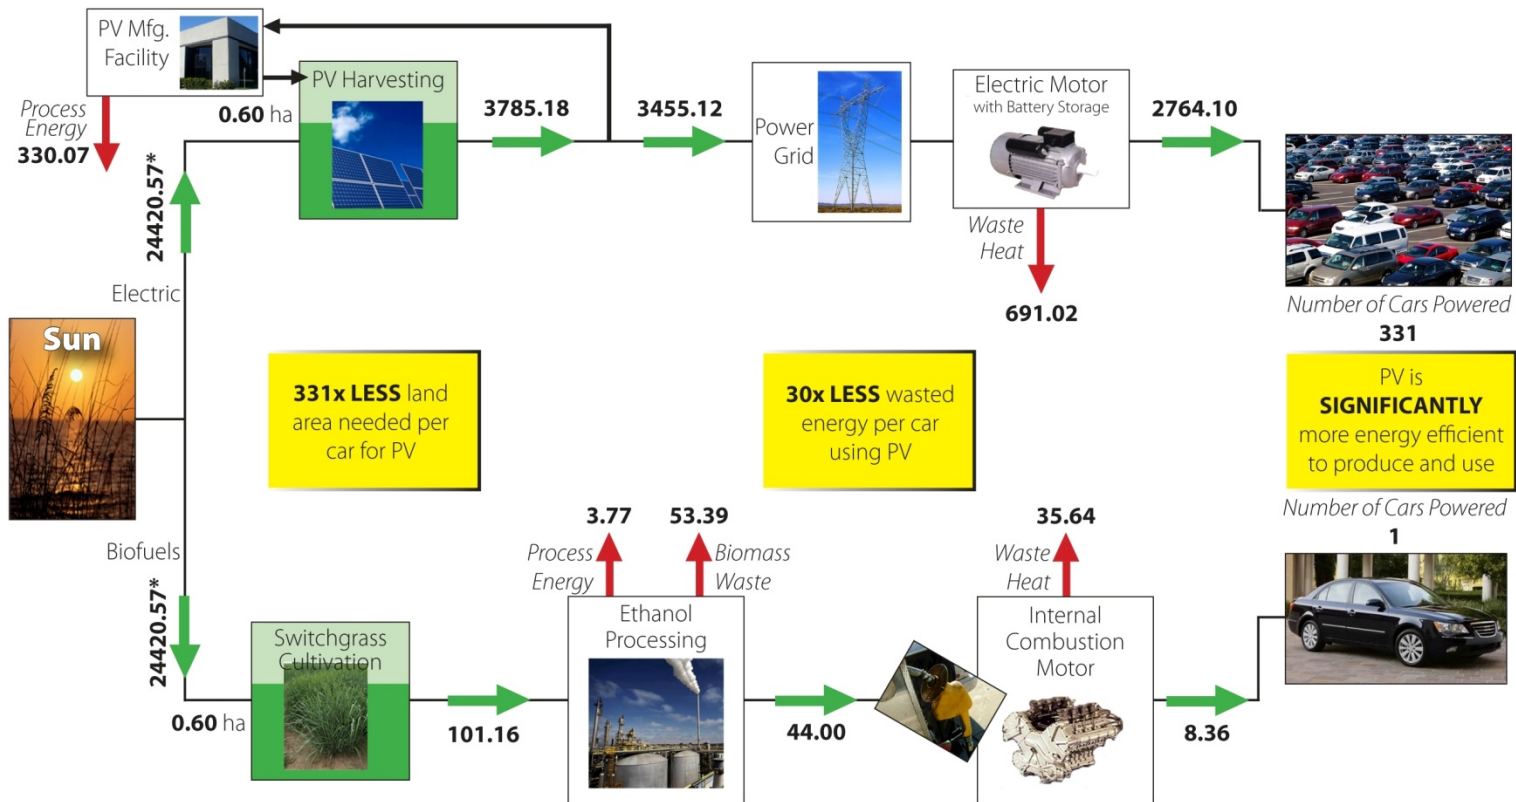 PV Mfg.
Facility
Process
Energy
330.07
0.60 ha
PV Harvesting
3785.18
3455.12
Power
Grid
Electric Motor
with Battery Storage
2764.10
Waste
Heat
691.02
24420.57*
Electric
Sun
Number of Cars Powered
331
331x LESS land
area needed per
car for PV
30x LESS wasted
energy per car
using PV
PV is
SIGNIFICANTLY
more energy efficient
to produce and use
Number of Cars Powered
1
Biofuels
24420.57*
0.60 ha
Switchgrass
Cultivation
101.16
3.77
Process
Energy
53.39
Biomass
Waste
Ethanol
Processing
44.00
35.64
Waste
Heat
Internal
Combustion
Motor
8.36